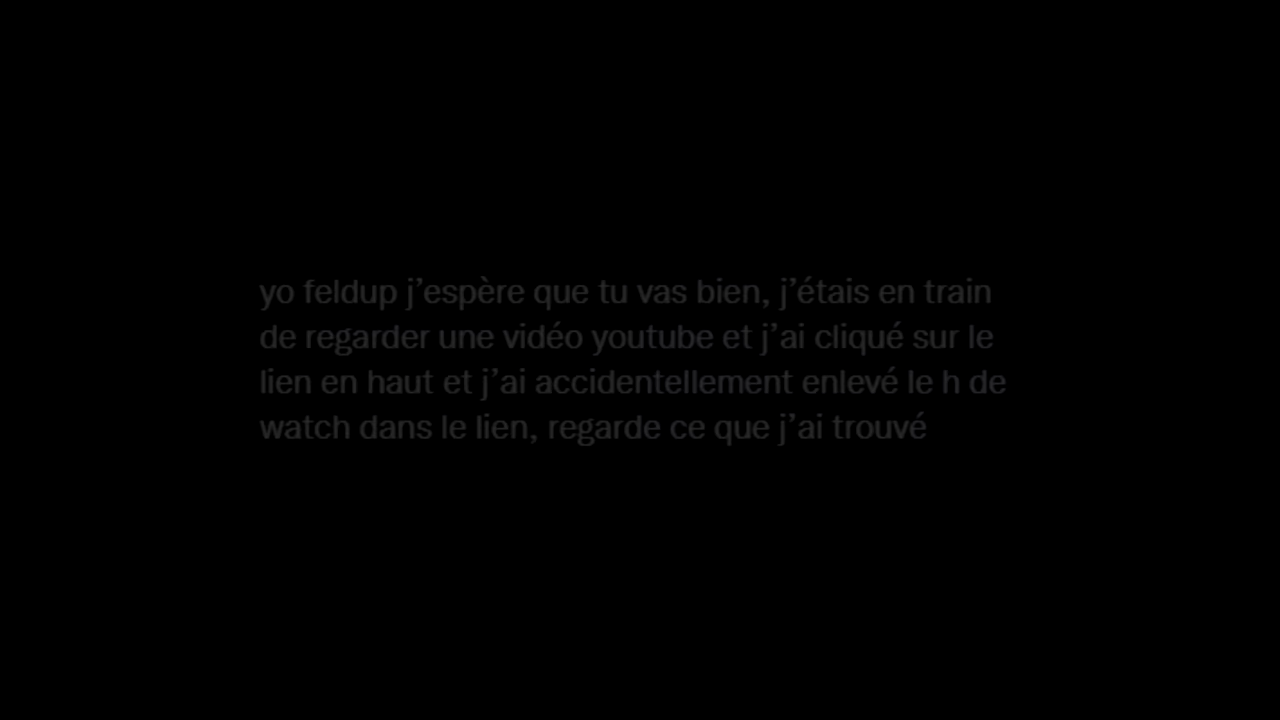 yo feldup j’espère que tu vas bien, j’étais en train
de regarder une vidéo youtube et j’ai cliqué sur le
lien en haut et j’ai accidentellement enlevé le h de
watch dans le lien, regarde ce que j’ai trouvé